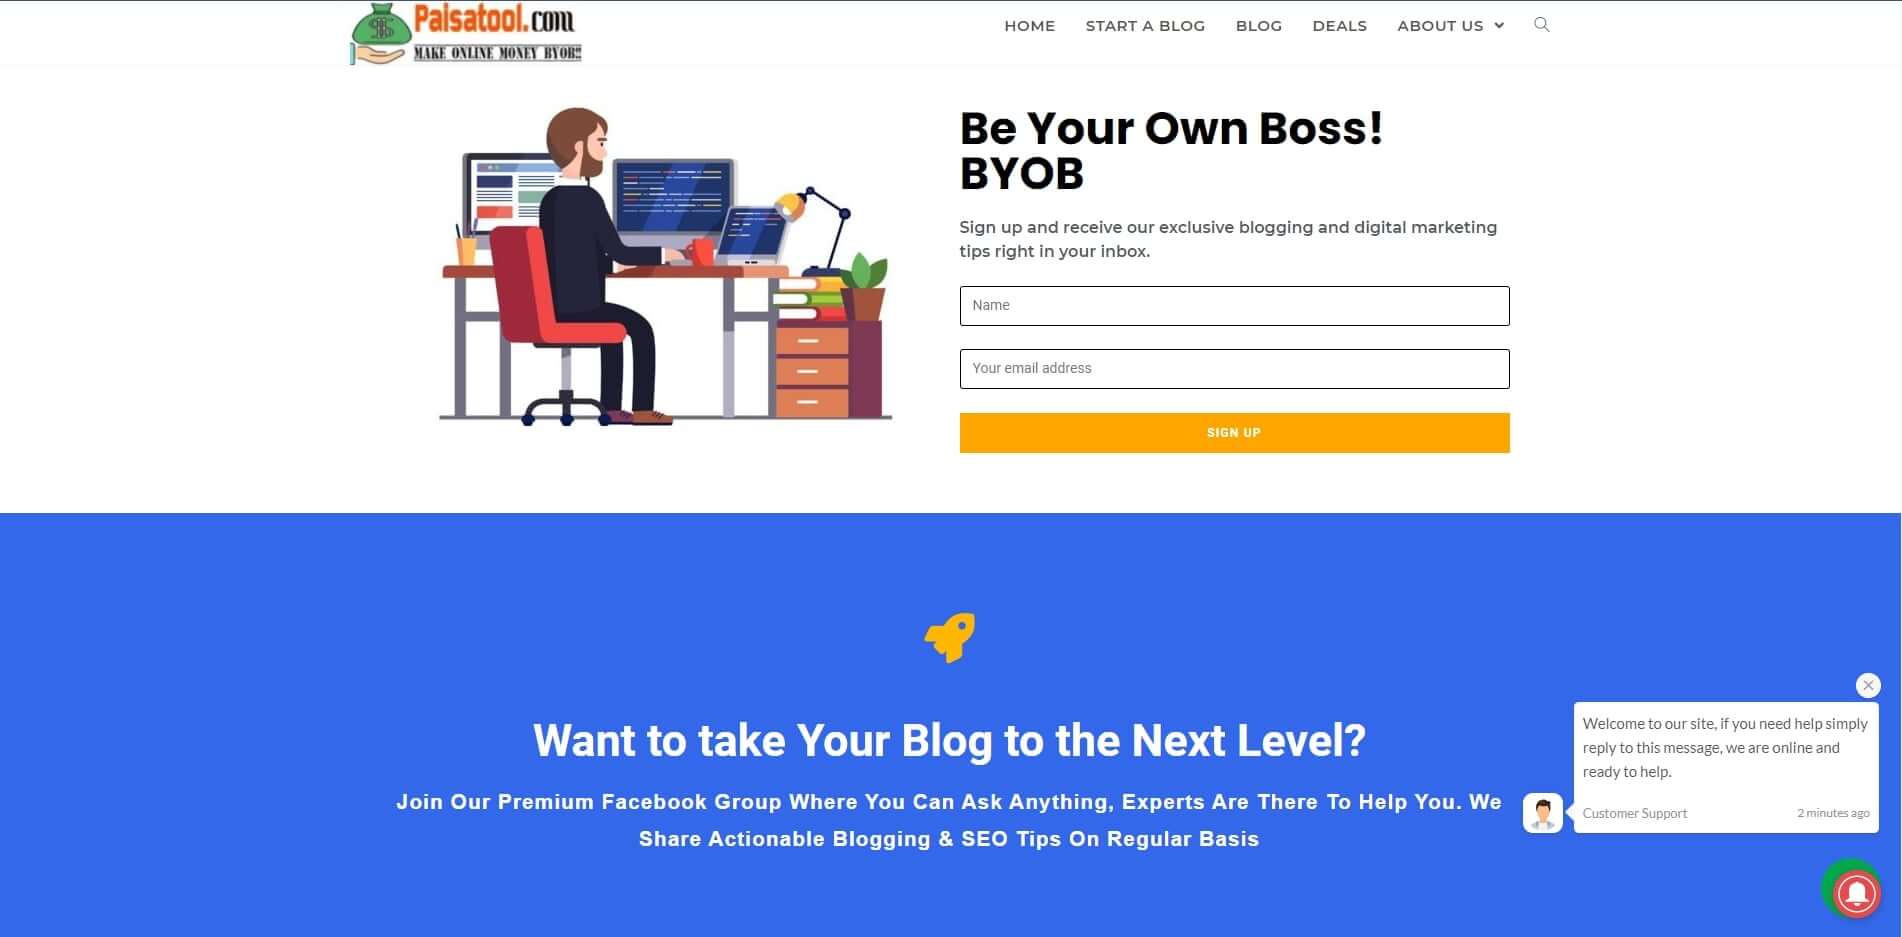 Paisatool.com
MAKE ONLINE MONEY BYOB!!
HOME START A BLOG BLOG DEALS ABOUT US
Be Your Own Boss!
BYOB
Sign up and receive our exclusive blogging and digital marketing
tips right in your inbox.
Name
Your email address
SIGN UP
Want to take Your Blog to the Next Level?
Join Our Premium Facebook Group Where You Can Ask Anything, Experts Are There To Help You. We
Share Actionable Blogging & SEO Tips On Regular Basis
Welcome to our site, if you need help simply
reply to this message, we are online and
ready to help.
Customer Support 2 minutes ago